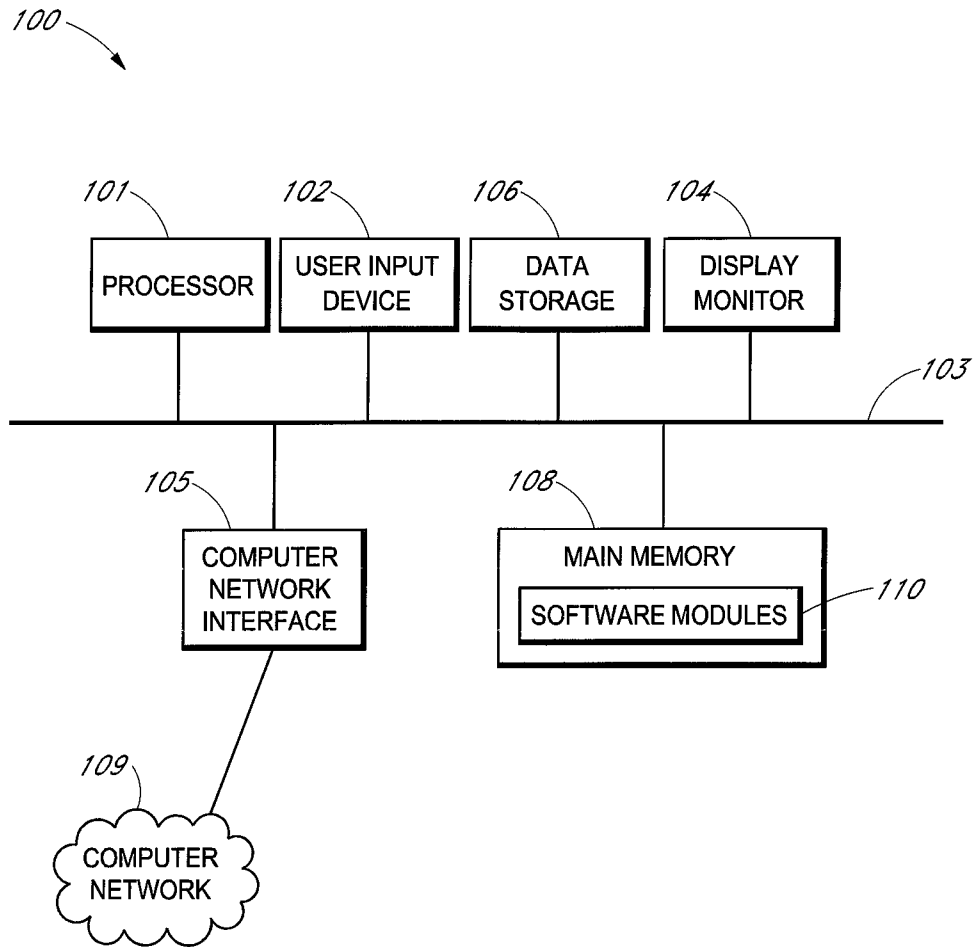 100
101
102
106
104
PROCESSOR
USER INPUT
DEVICE
DATA
STORAGE
DISPLAY
MONITOR
103
105
108
COMPUTER
NETWORK
INTERFACE
MAIN MEMORY
SOFTWARE MODULES
110
109
COMPUTER
NETWORK